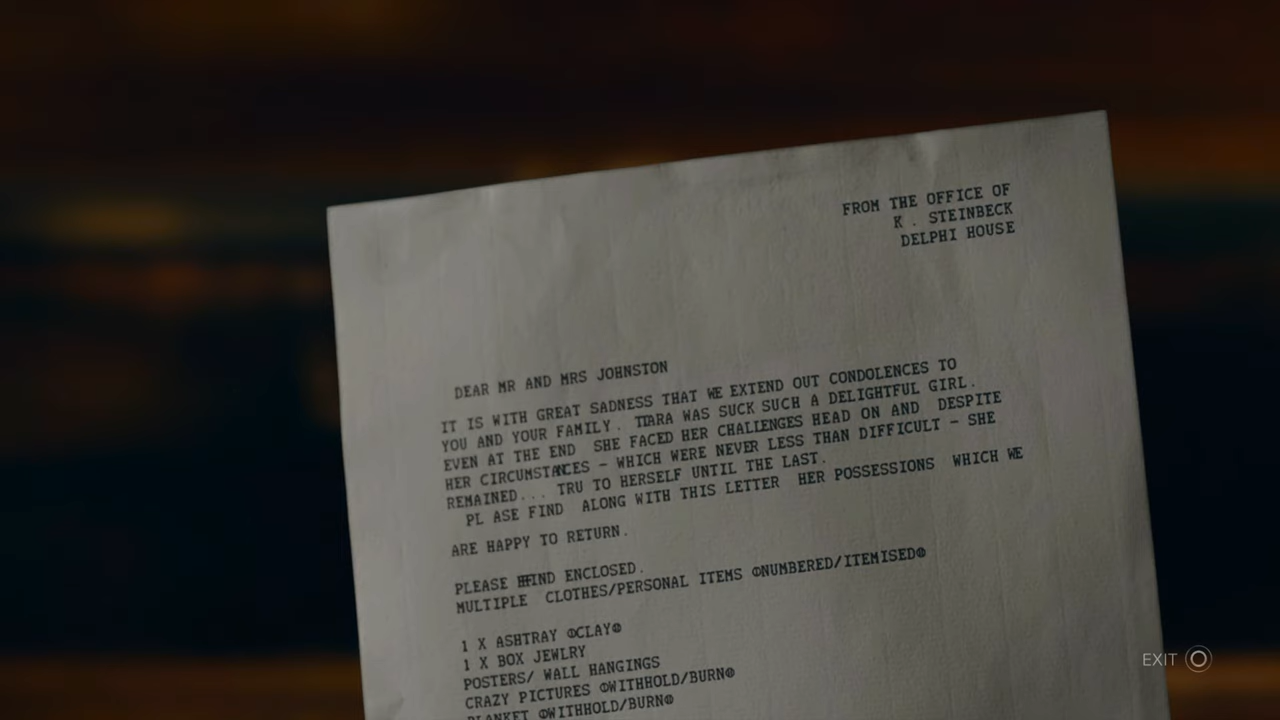 FROM THE OFFICE OF
K . STEINBECK
DELPHI HOUSE
DEAR MR AND MRS JOHNSTON
IT IS WITH GREAT SADNESS THAT WE EXTEND OUT CONDOLENCES TO
YOU AND YOUR FAMILY. TIARA WAS SUCK SUCH A DELIGHTFUL GIRL.
EVEN AT THE END SHE FACED HER CHALLENGES HEAD ON AND DESPITE
HER CIRCUMSTANCES - WHICH WERE NEVER LESS THAN DIFFICULT - SHE
REMAINED... TRU TO HERSELF UNTIL THE LAST.
PL ASE FIND ALONG WITH THIS LETTER HER POSSESSIONS WHICH WE
ARE HAPPY TO RETURN.
PLEASE FIND ENCLOSED.
MULTIPLE CLOTHES/PERSONAL ITEMS ⦶NUMBERED/ITEMISED⦶
1 X ASHTRAY ⦶CLAY⦶
1 X BOX JEWLRY
POSTERS/ WALL HANGINGS
CRAZY PICTURES ⦶WITHHOLD/BURN⦶
BLANKET ⦶WITHHOLD/BURN⦶
EXIT